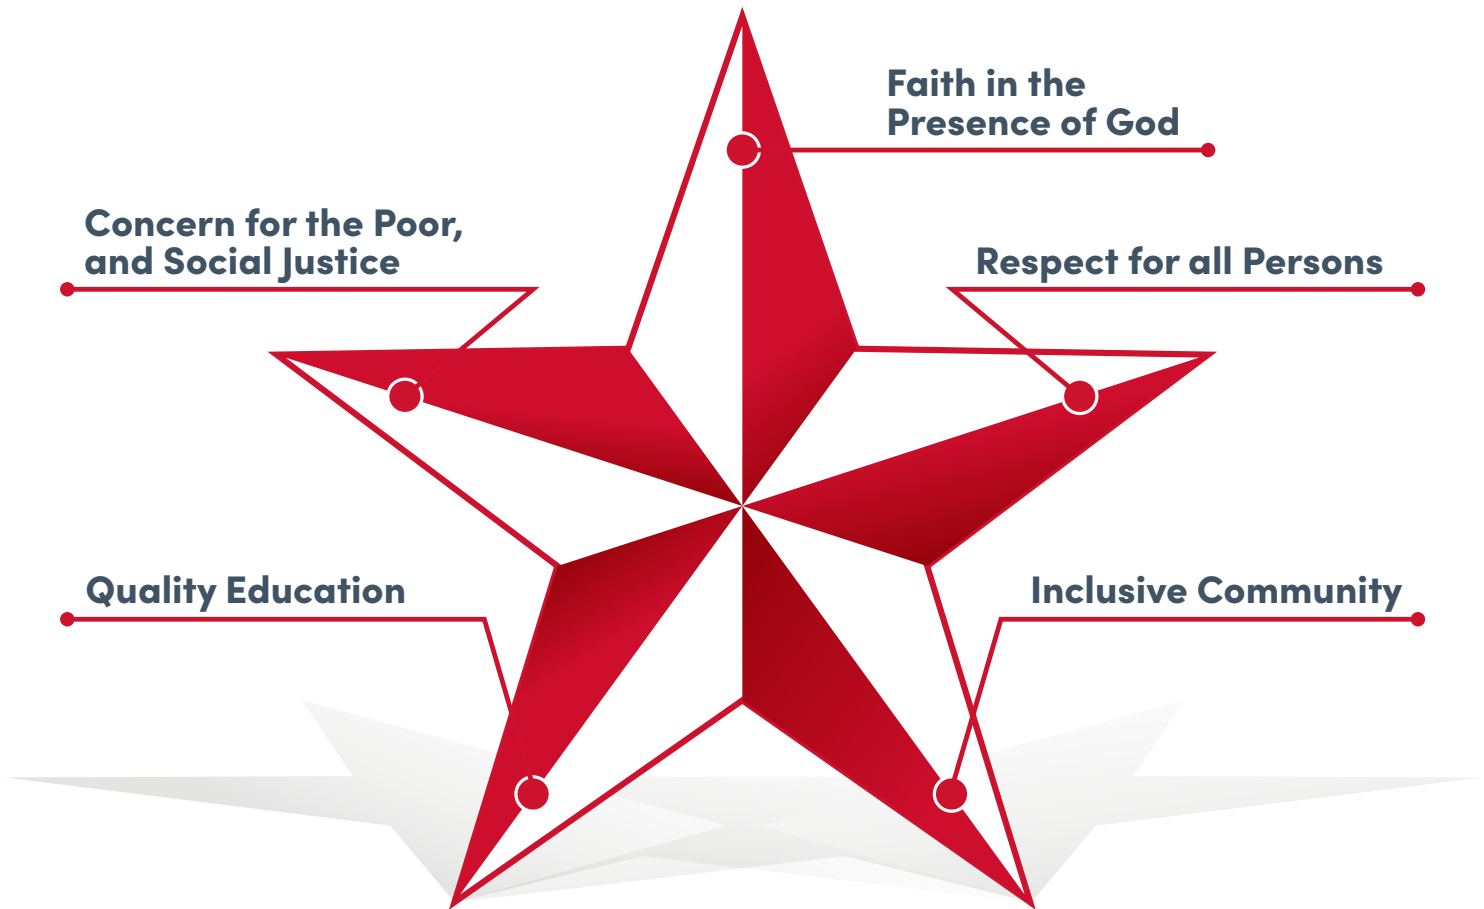 Faith in the
Presence of God
Concern for the Poor,
and Social Justice
Respect for all Persons
Quality Education
Inclusive Community